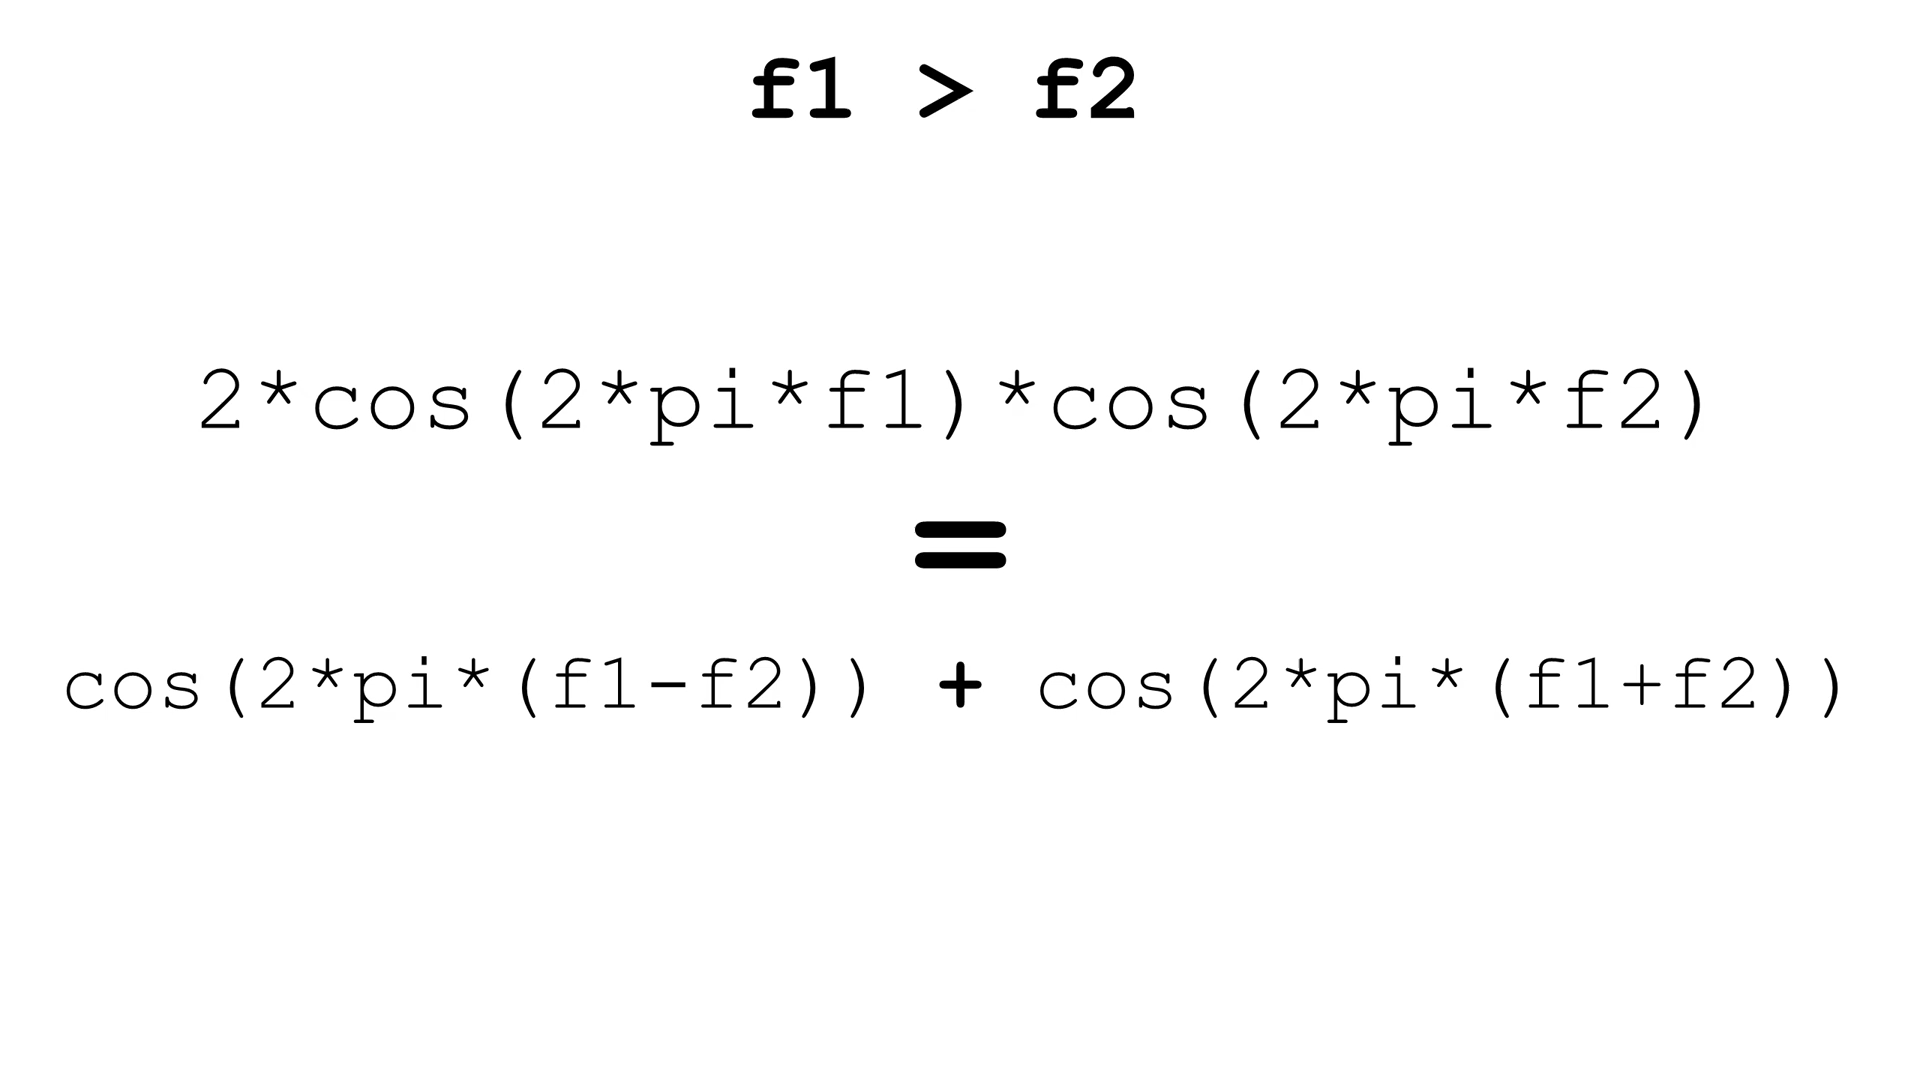 f1 > f2
2*cos(2*pi*f1)*cos(2*pi*f2)
=
cos(2*pi*(f1-f2)) + cos(2*pi*(f1+f2))